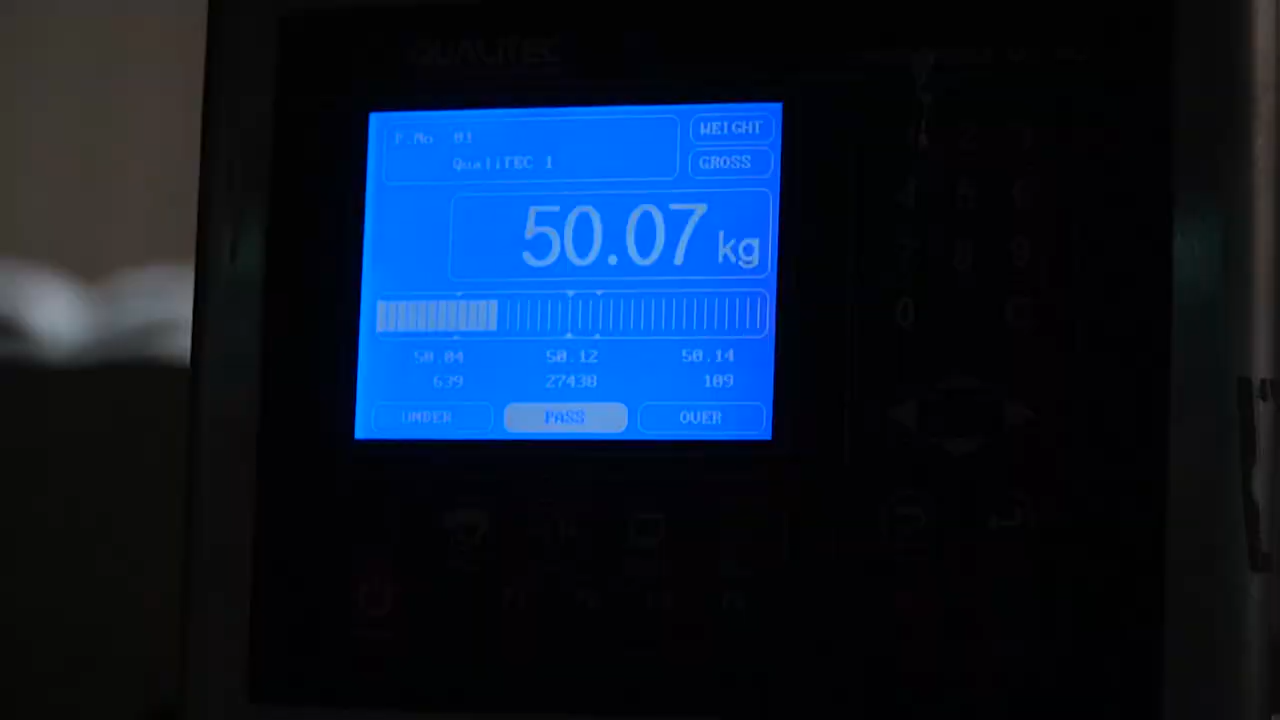 QUALITEC
P.No 01
QualiTEC 1
WEIGHT
GROSS
50.07 kg
50.04 50.12 50.14
639 27438 109
UNDER PASS OVER